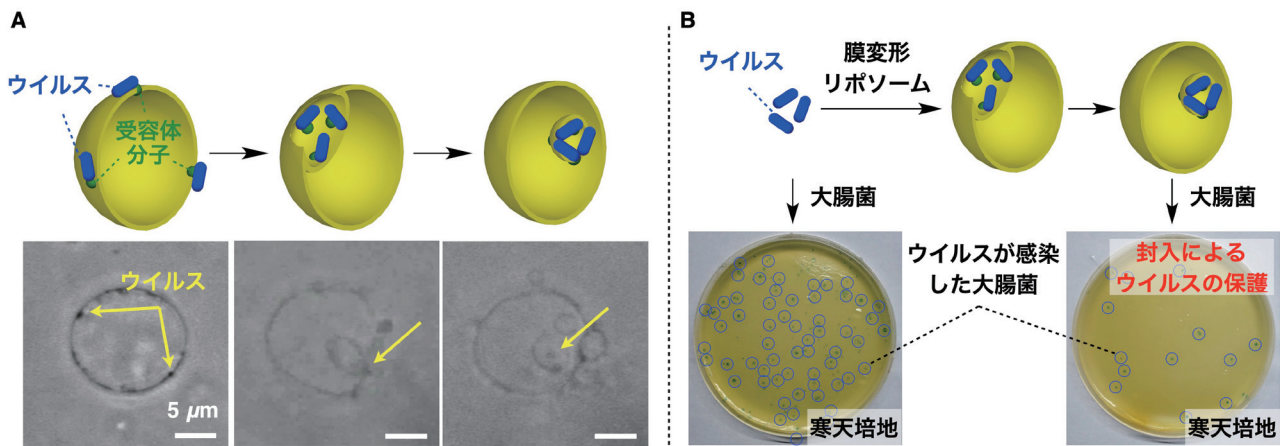 A
ウイルス
受容体
分子
ウイルス
5 μm
B
ウイルス
膜変形
リポソーム
大腸菌
大腸菌
ウイルスが感染
した大腸菌
封入による
ウイルスの保護
寒天培地
寒天培地